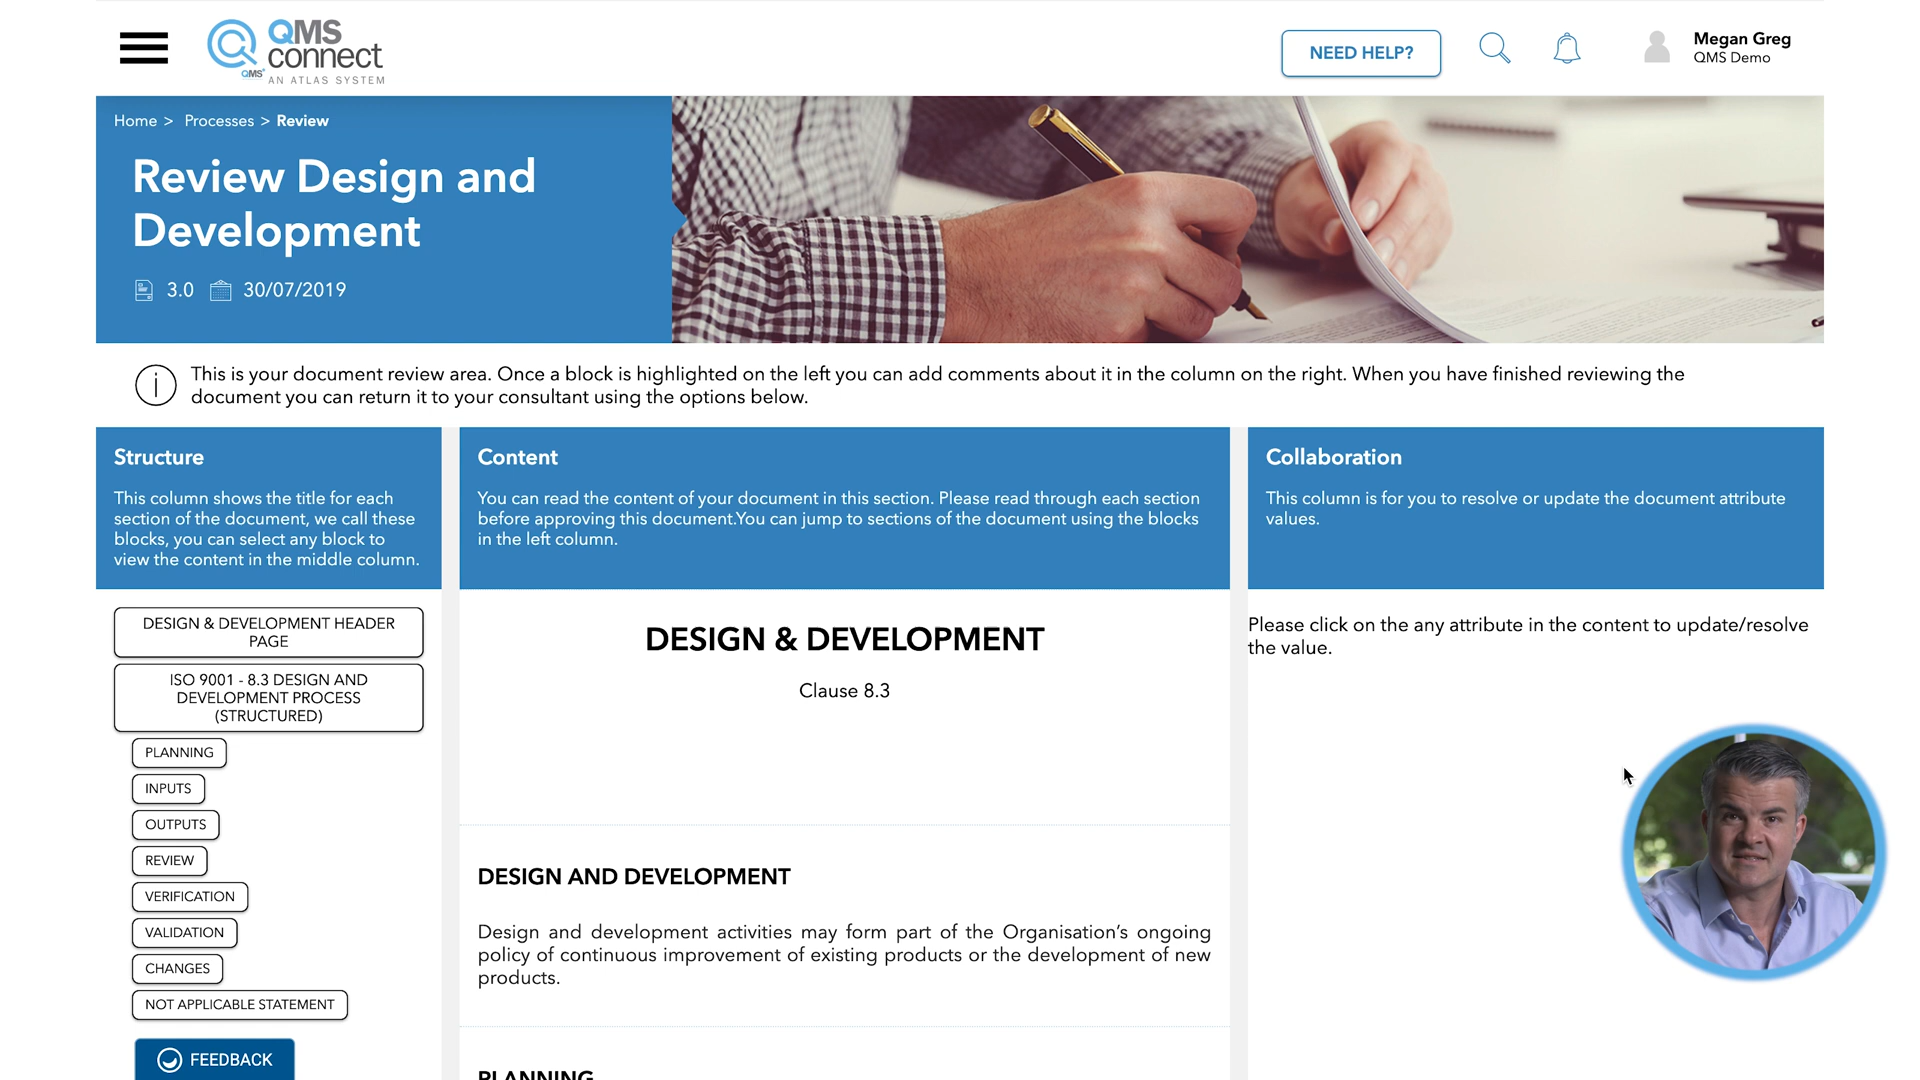 QMS
connect
QMS
AN ATLAS SYSTEM
NEED HELP?
Megan Greg
QMS Demo
Home > Processes > Review
Review Design and
Development
3.0 30/07/2019
This is your document review area. Once a block is highlighted on the left you can add comments about it in the column on the right. When you have finished reviewing the
document you can return it to your consultant using the options below.
Structure
This column shows the title for each
section of the document, we call these
blocks, you can select any block to
view the content in the middle column.
DESIGN & DEVELOPMENT HEADER
PAGE
ISO 9001 - 8.3 DESIGN AND
DEVELOPMENT PROCESS
(STRUCTURED)
PLANNING
INPUTS
OUTPUTS
REVIEW
VERIFICATION
VALIDATION
CHANGES
NOT APPLICABLE STATEMENT
FEEDBACK
Content
You can read the content of your document in this section. Please read through each section
before approving this document.You can jump to sections of the document using the blocks
in the left column.
DESIGN & DEVELOPMENT
Clause 8.3
DESIGN AND DEVELOPMENT
Design and development activities may form part of the Organisation’s ongoing
policy of continuous improvement of existing products or the development of new
products.
PLANNING
Collaboration
This column is for you to resolve or update the document attribute
values.
Please click on the any attribute in the content to update/resolve
the value.